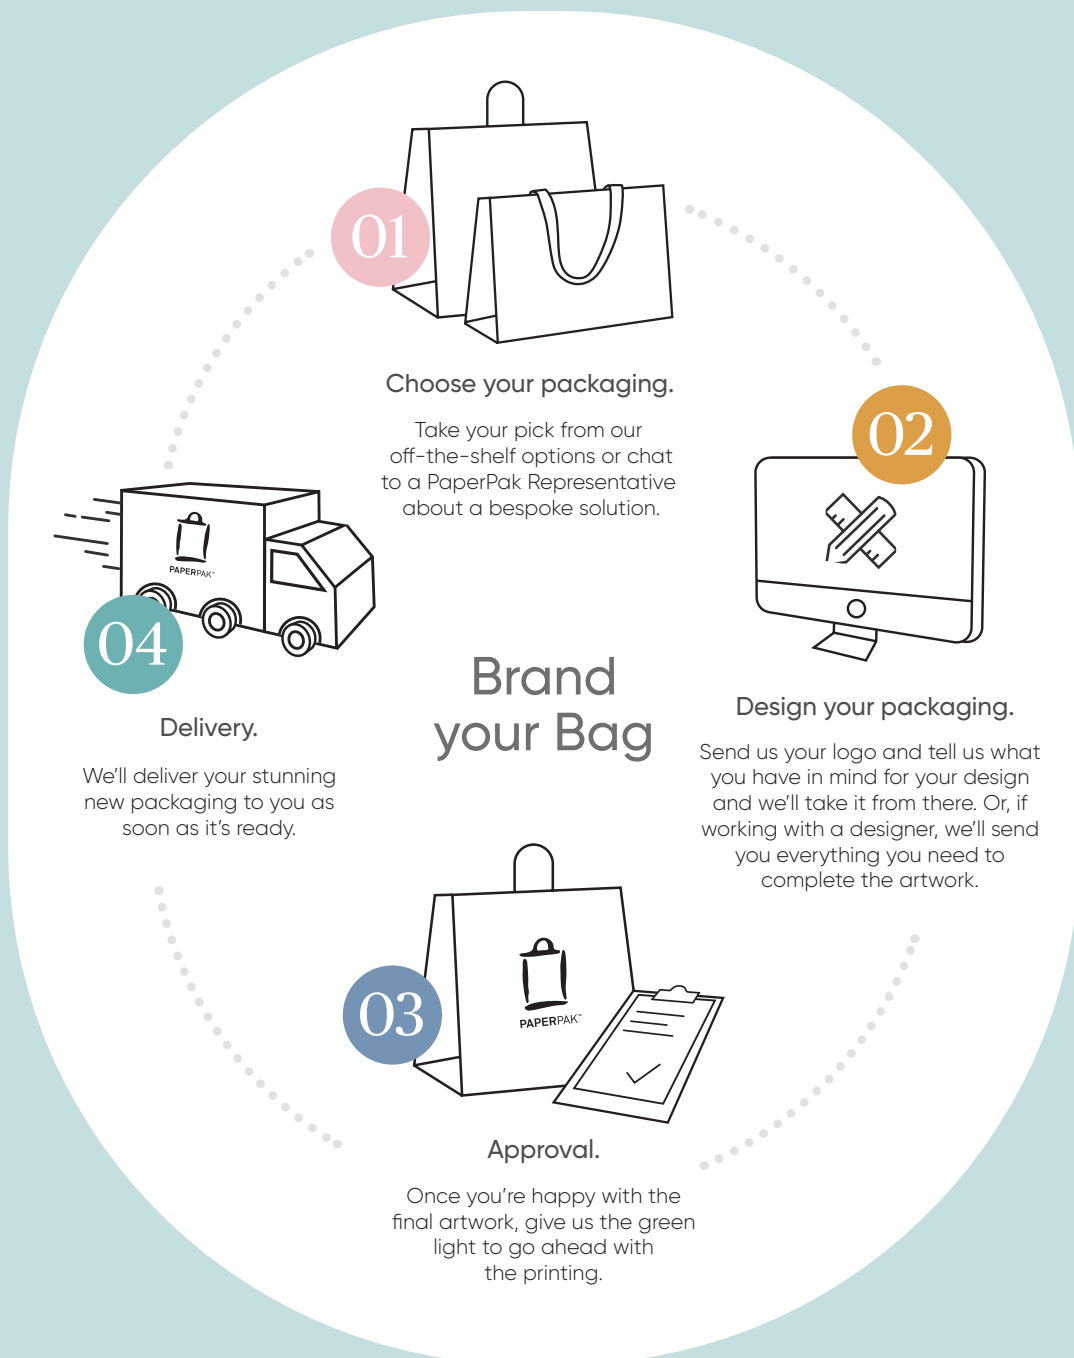 01
Choose your packaging.
Take your pick from our
off-the-shelf options or chat
to a PaperPak Representative
about a bespoke solution.
02
Design your packaging.
Send us your logo and tell us what
you have in mind for your design
and we'll take it from there. Or, if
working with a designer, we'll send
you everything you need to
complete the artwork.
Brand
your Bag
03
PAPERPAK™
Approval.
Once you're happy with the
final artwork, give us the green
light to go ahead with
the printing.
PAPERPAK™
04
Delivery.
We'll deliver your stunning
new packaging to you as
soon as it's ready.